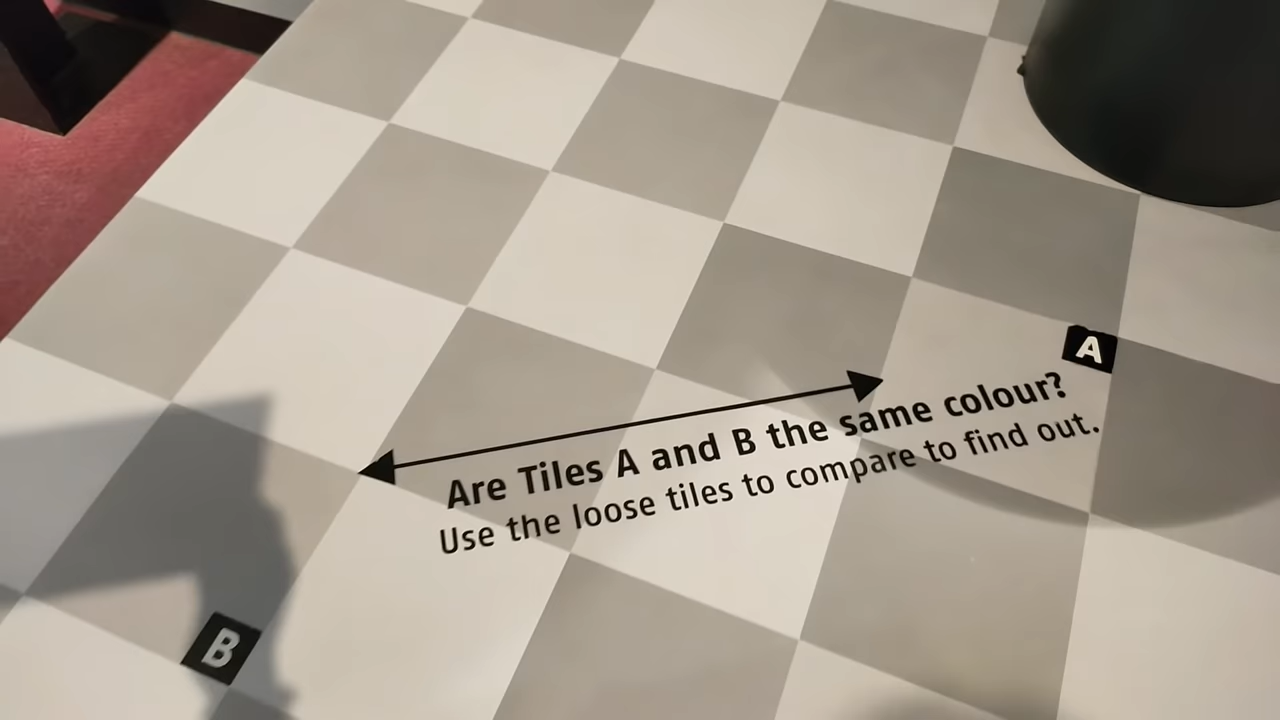 A
Are Tiles A and B the same colour?
Use the loose tiles to compare to find out.
B